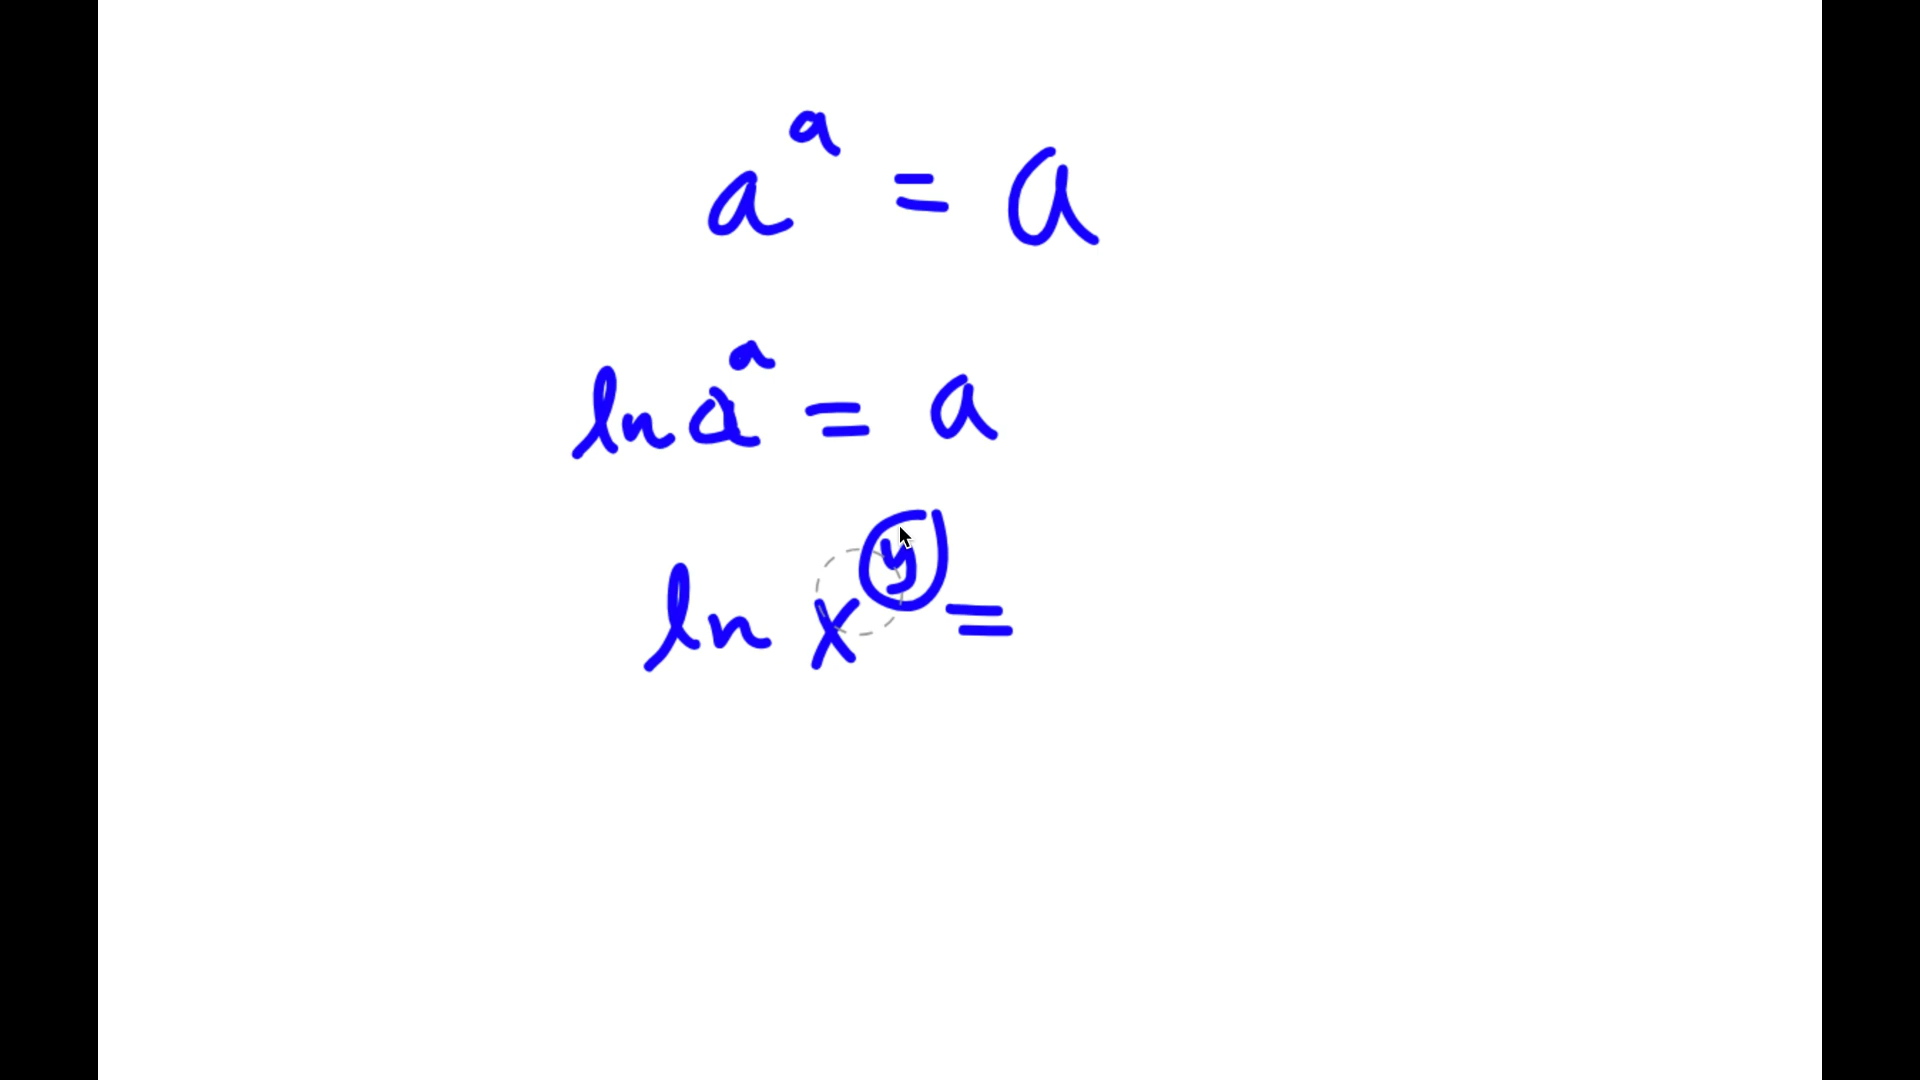 a^a = a
ln a^a = a
ln x^y =